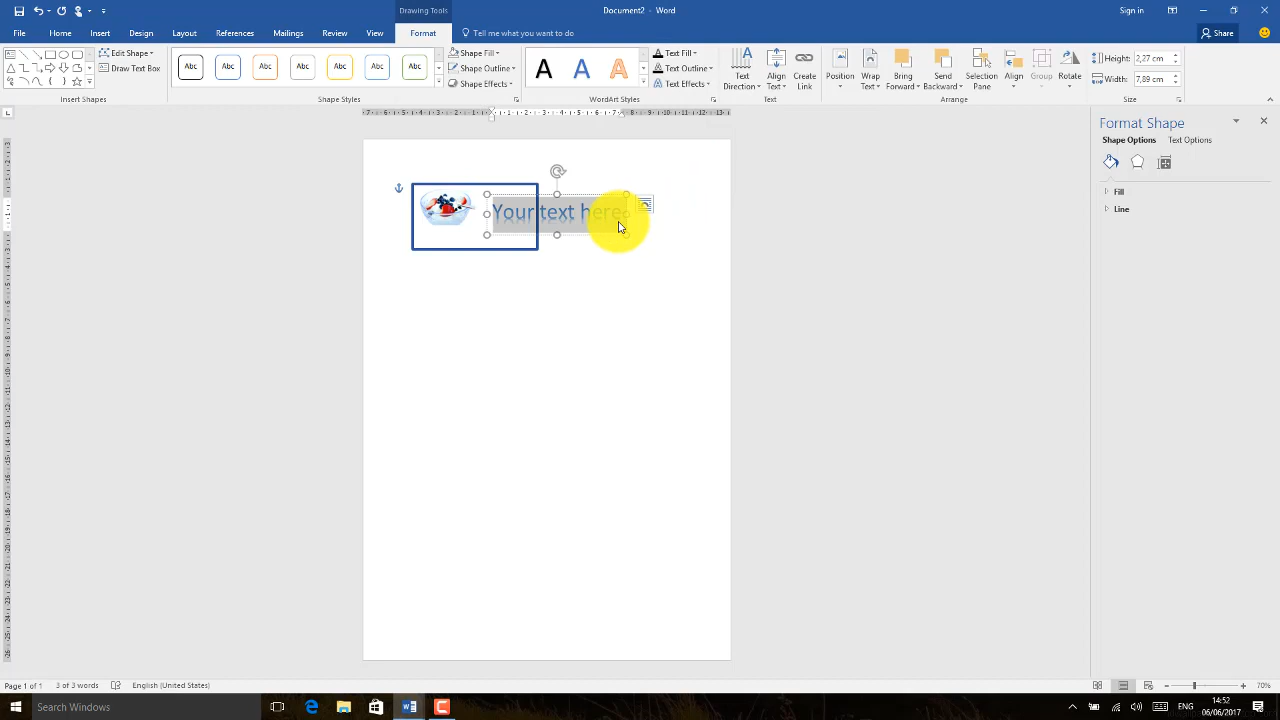 Drawing Tools
Document2 - Word
Sign in
File Home Insert Design Layout References Mailings Review View Format Tell me what you want to do
Share
Edit Shape
Draw Text Box
Insert Shapes
Abc Abc Abc Abc Abc Abc Abc
Shape Styles
Shape Fill
Shape Outline
Shape Effects
A A A
WordArt Styles
Text Fill
Text Outline
Text Effects
Text Direction
Align Text
Create Link
Text
Position
Wrap Text
Bring Forward
Send Backward
Selection Pane
Align
Group
Rotate
Arrange
Height: 2,27 cm
Width: 7,89 cm
Size
Format Shape
Shape Options Text Options
Fill
Line
Your text here
Page 1 of 1 3 of 3 words English (United States)
70%
Search Windows
ENG
14:52
06/06/2017